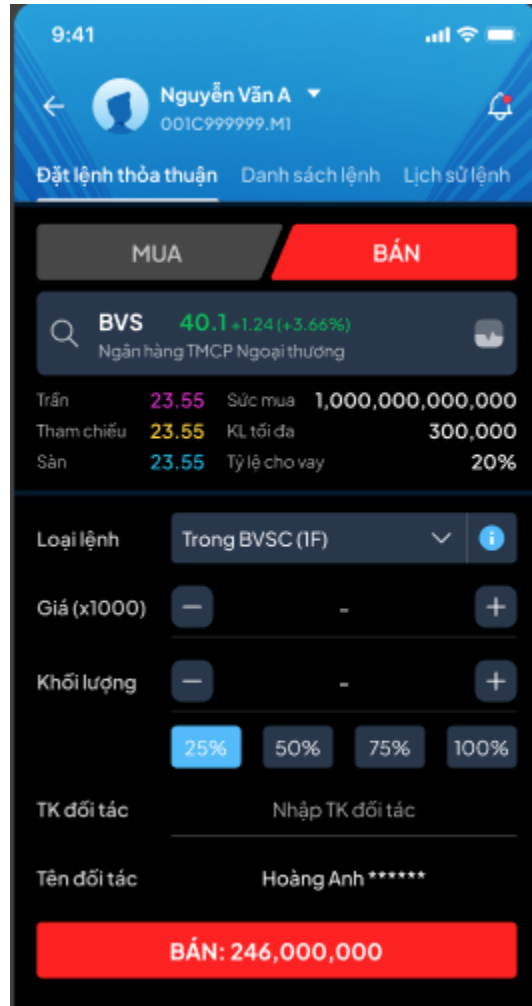 9:41
Nguyễn Văn A
001C999999.M1
Đặt lệnh thỏa thuận Danh sách lệnh Lịch sử lệnh
MUA BÁN
BVS 40.1 +1.24 (+3.66%)
Ngân hàng TMCP Ngoại thương
Trần 23.55 Sức mua 1,000,000,000,000
Tham chiếu 23.55 KL tối đa 300,000
Sàn 23.55 Tỷ lệ cho vay 20%
Loại lệnh Trong BVSC (1F)
Giá (x1000) - - +
Khối lượng - - +
25% 50% 75% 100%
TK đối tác Nhập TK đối tác
Tên đối tác Hoàng Anh ******
BÁN: 246,000,000